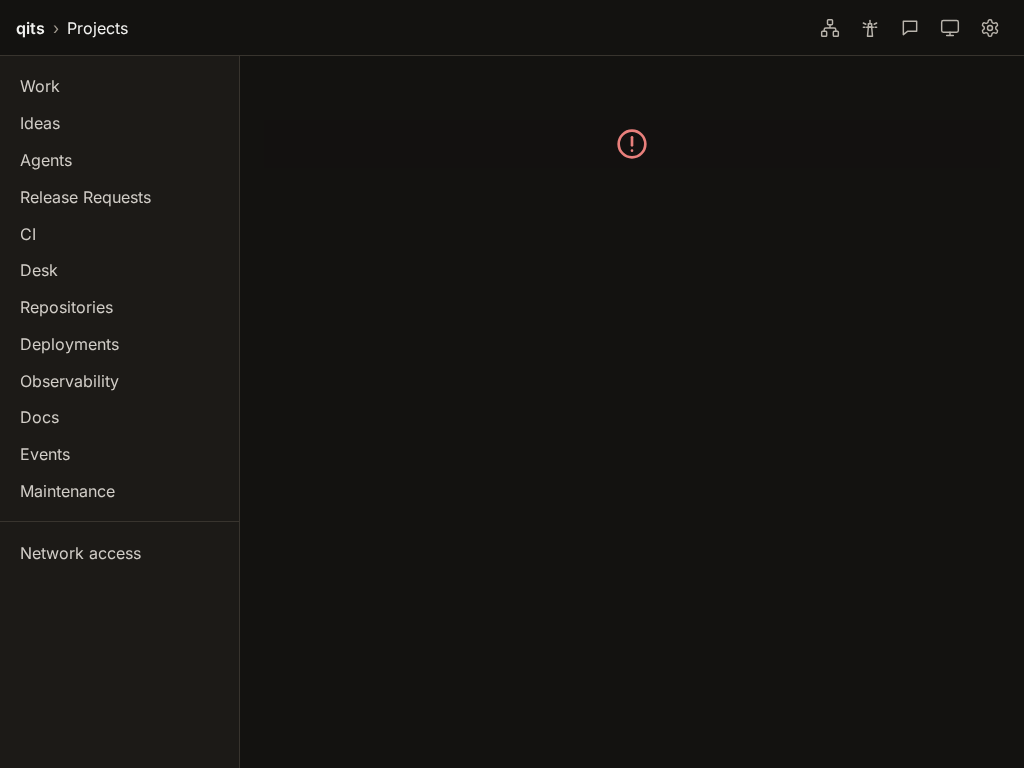 qits › Projects
Work
Ideas
Agents
Release Requests
CI
Desk
Repositories
Deployments
Observability
Docs
Events
Maintenance
Network access